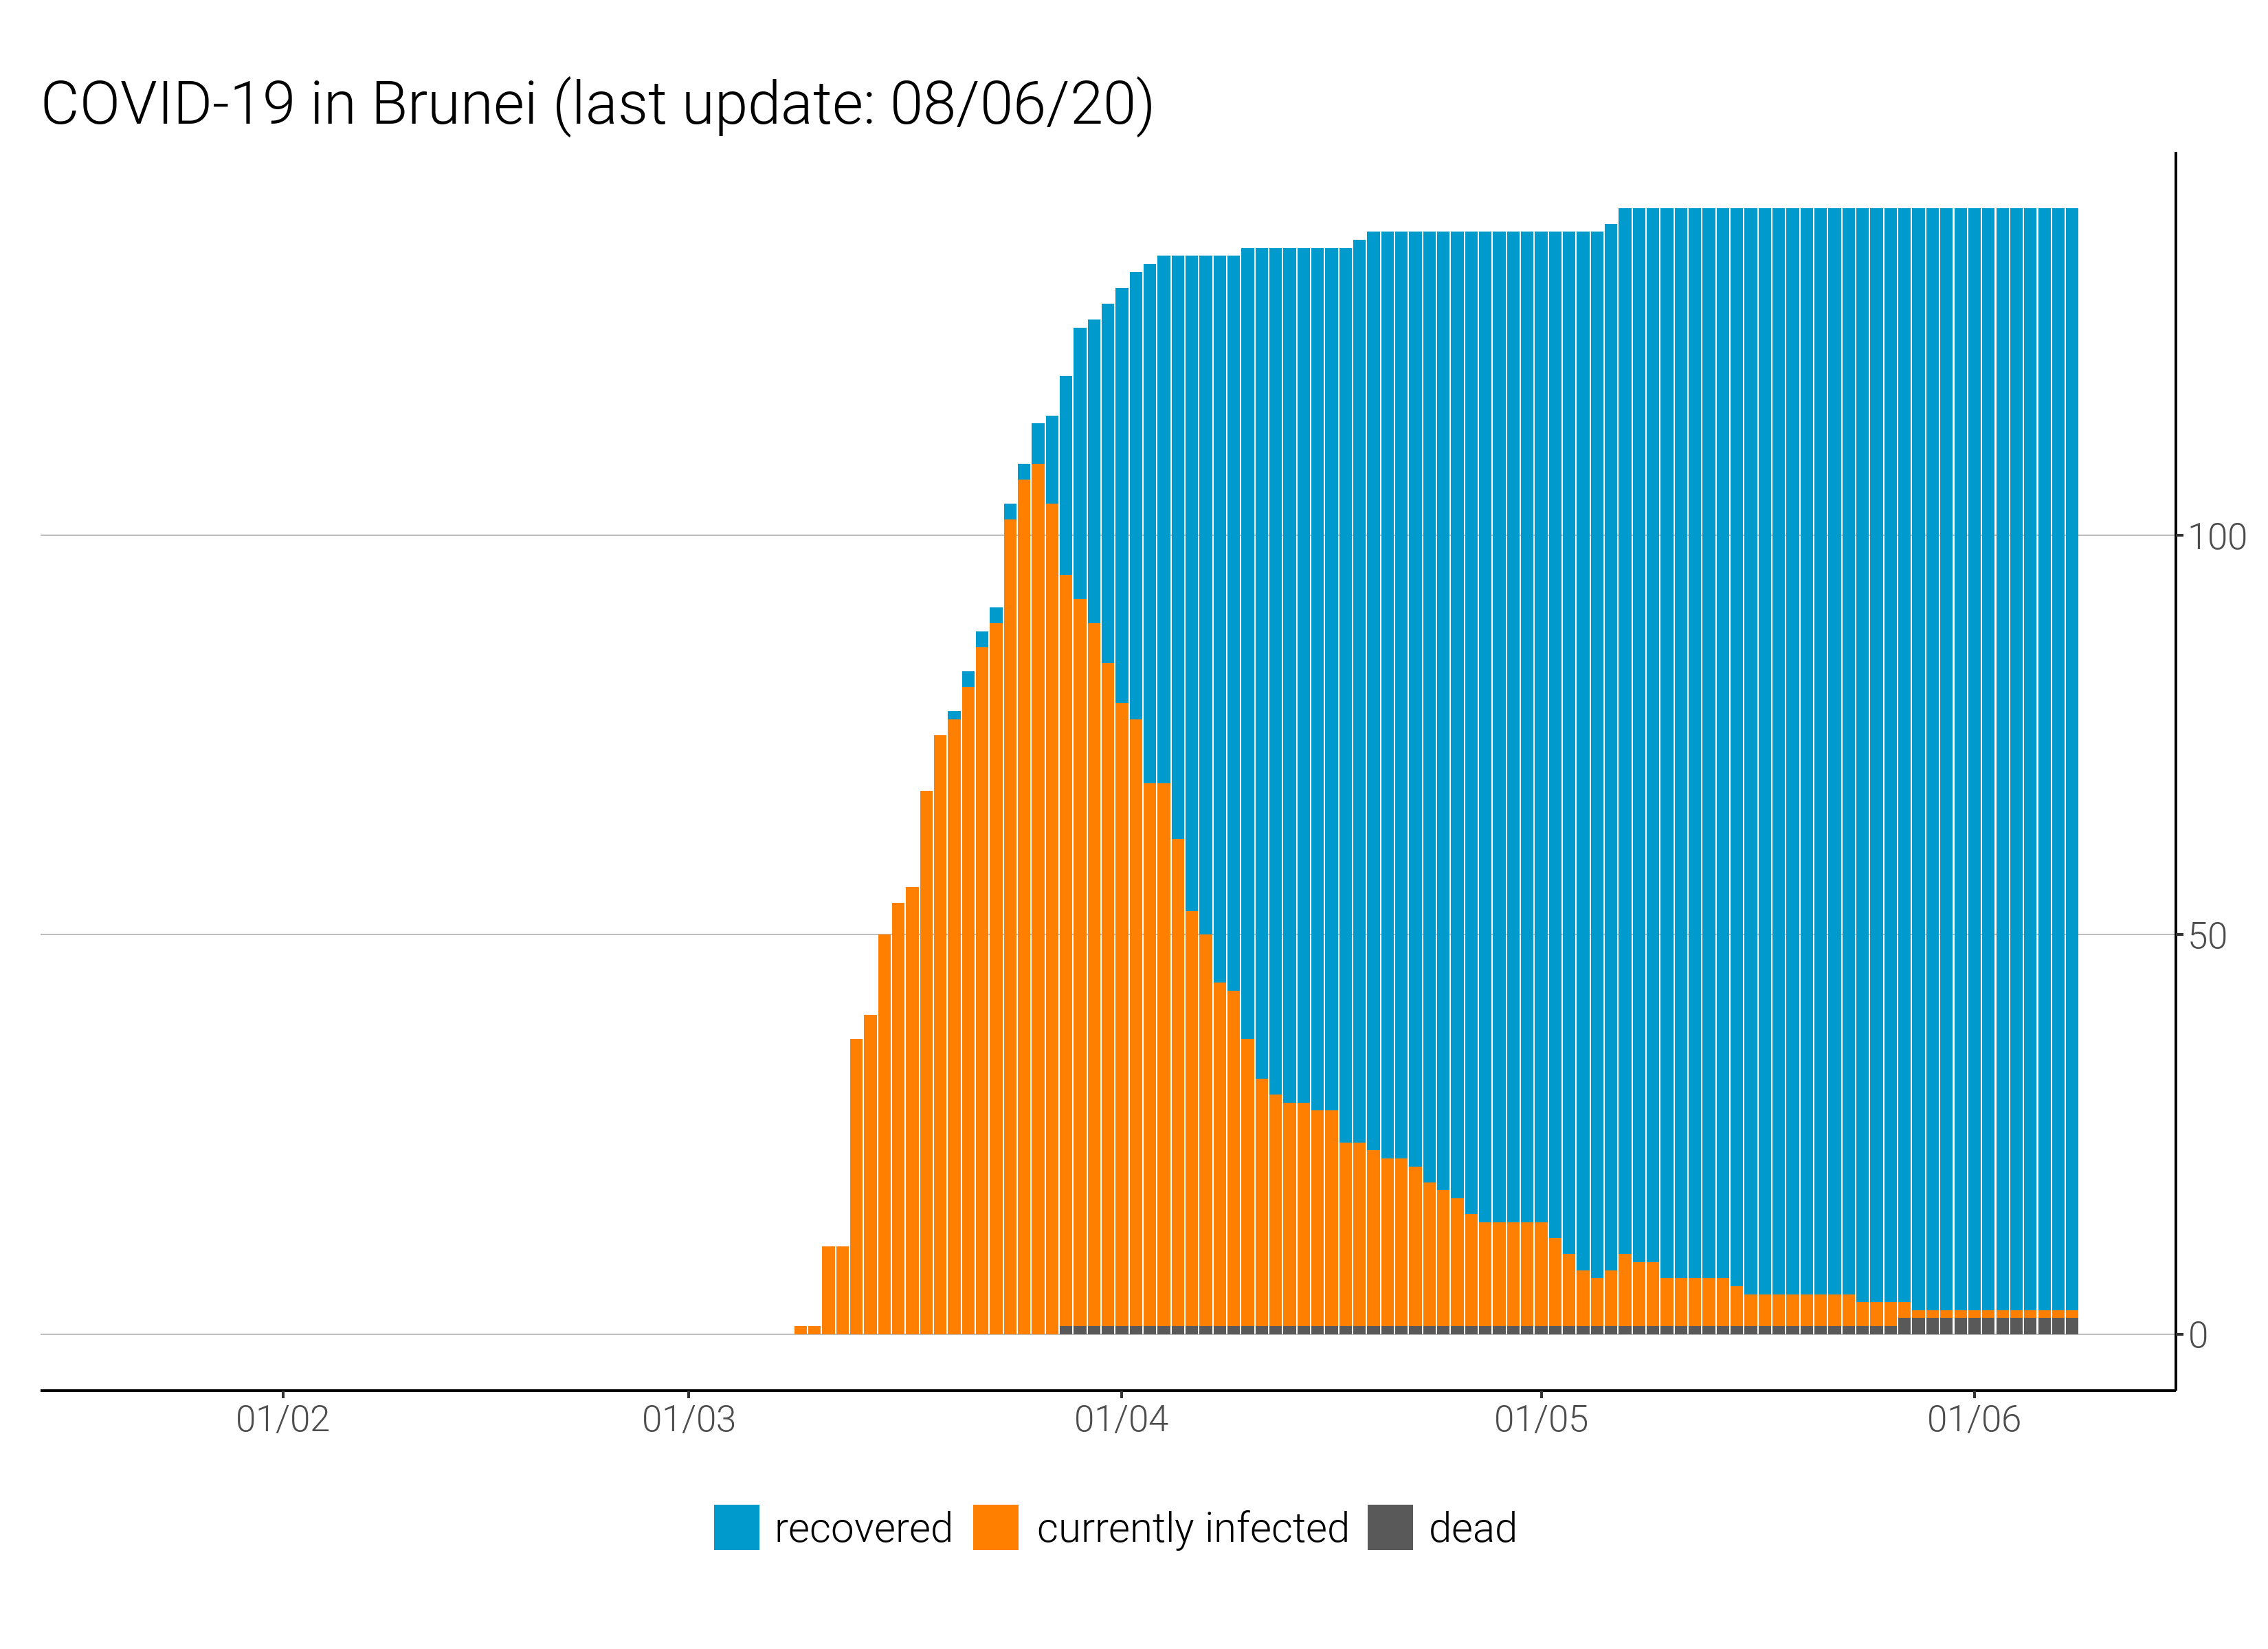 COVID-19 in Brunei (last update: 08/06/20)
100
50
0
01/02 01/03 01/04 01/05 01/06
recovered currently infected dead